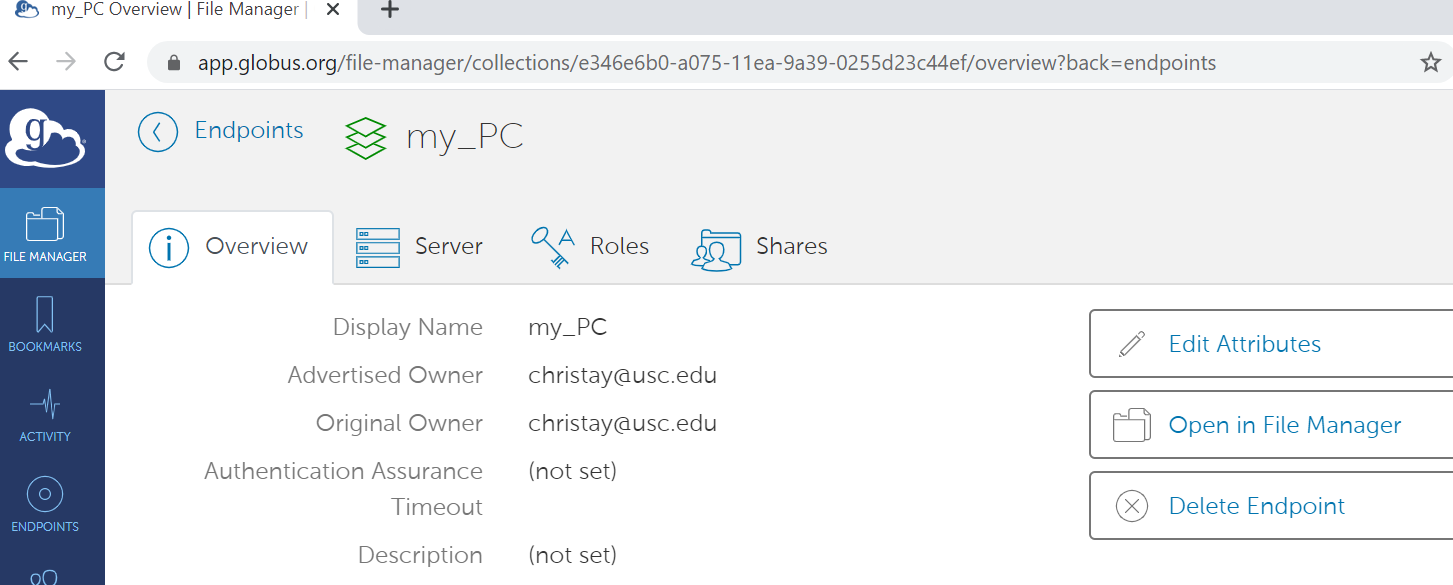 my_PC Overview | File Manager |
app.globus.org/file-manager/collections/e346e6b0-a075-11ea-9a39-0255d23c44ef/overview?back=endpoints
g
Endpoints
my_PC
FILE MANAGER
BOOKMARKS
ACTIVITY
ENDPOINTS
Overview
Server
Roles
Shares
Display Name my_PC
Advertised Owner christay@usc.edu
Original Owner christay@usc.edu
Authentication Assurance (not set)
Timeout
Description (not set)
Edit Attributes
Open in File Manager
Delete Endpoint